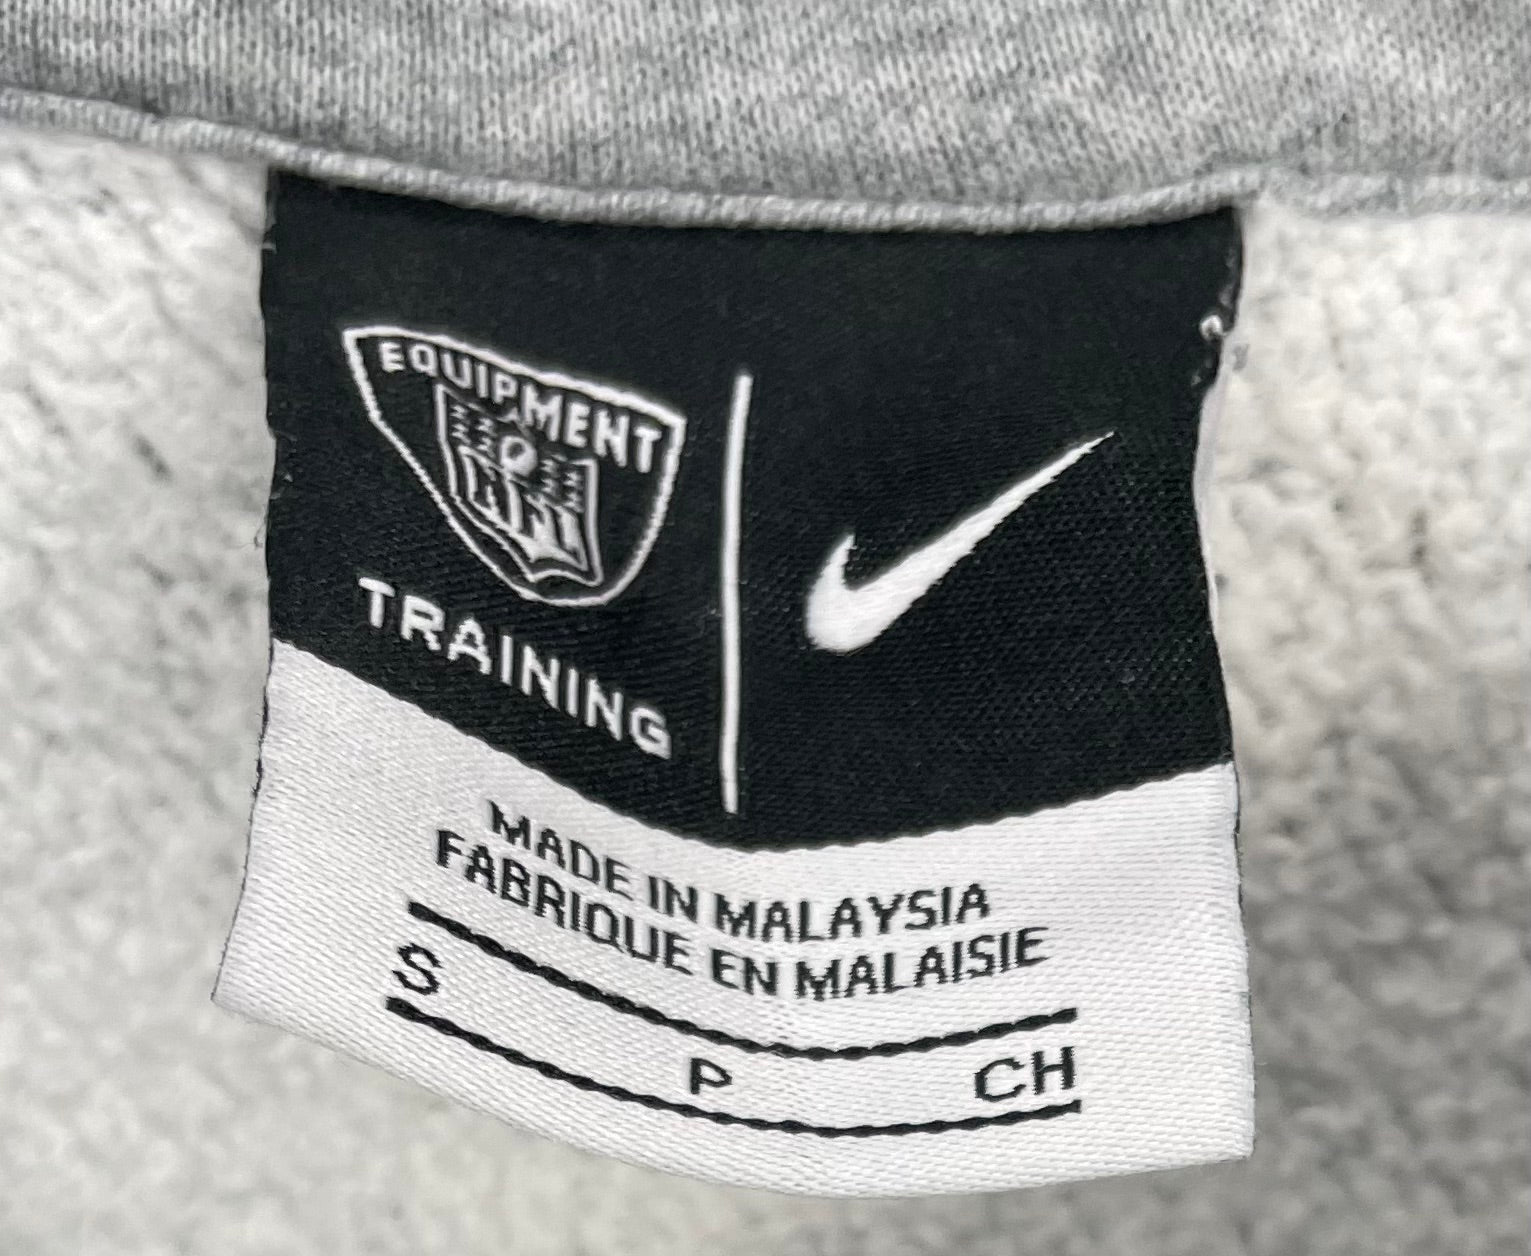 EQUIPMENT
NFL
TRAINING
MADE IN MALAYSIA
FABRIQUE EN MALAISIE
S P CH